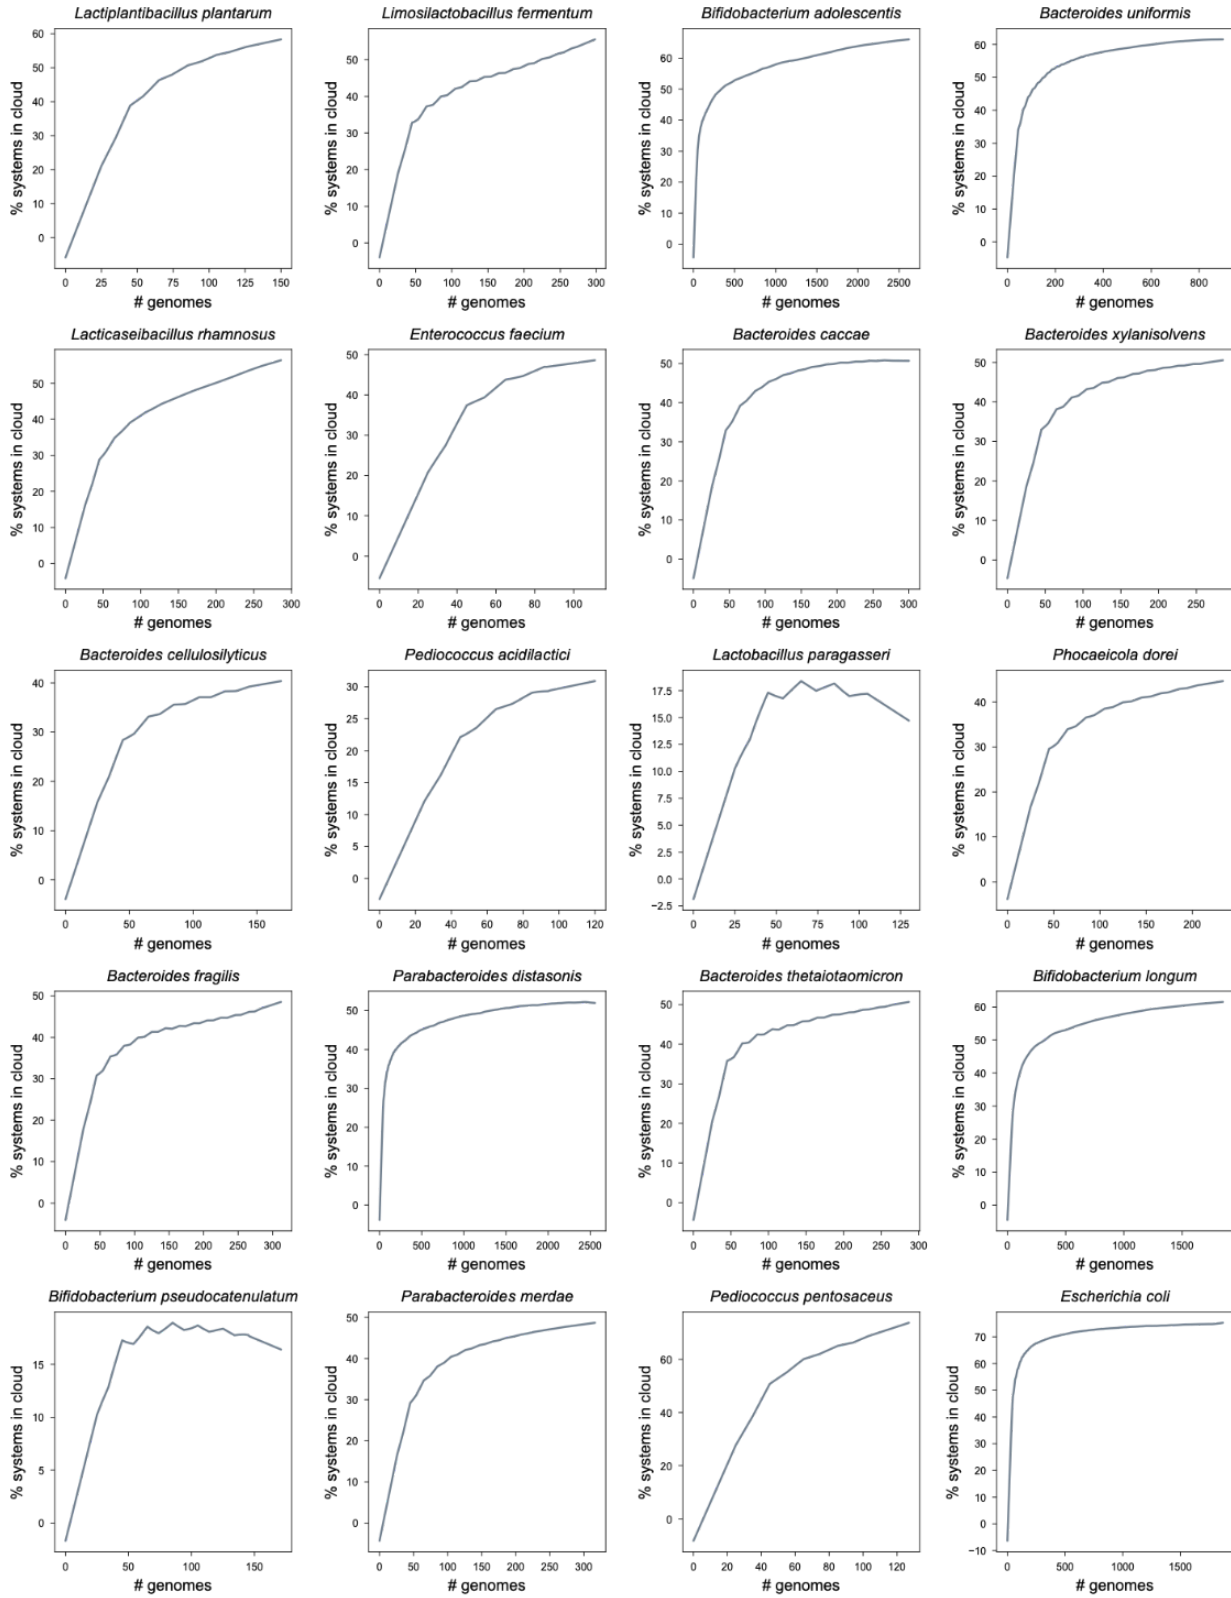 Lactiplantibacillus plantarum
60
50
40
30
20
10
0
% systems in cloud
0 25 50 75 100 125 150
# genomes
Limosilactobacillus fermentum
50
40
30
20
10
0
% systems in cloud
0 50 100 150 200 250 300
# genomes
Bifidobacterium adolescentis
60
50
40
30
20
10
0
% systems in cloud
0 500 1000 1500 2000 2500
# genomes
Bacteroides uniformis
60
50
40
30
20
10
0
% systems in cloud
0 200 400 600 800
# genomes
Lacticaseibacillus rhamnosus
50
40
30
20
10
0
% systems in cloud
0 50 100 150 200 250 300
# genomes
Enterococcus faecium
50
40
30
20
10
0
% systems in cloud
0 20 40 60 80 100
# genomes
Bacteroides caccae
50
40
30
20
10
0
% systems in cloud
0 50 100 150 200 250 300
# genomes
Bacteroides xylanisolvens
50
40
30
20
10
0
% systems in cloud
0 50 100 150 200 250
# genomes
Bacteroides cellulosilyticus
40
30
20
10
0
% systems in cloud
0 50 100 150
# genomes
Pediococcus acidilactici
30
25
20
15
10
5
0
% systems in cloud
0 20 40 60 80 100 120
# genomes
Lactobacillus paragasseri
17.5
15.0
12.5
10.0
7.5
5.0
2.5
0.0
−2.5
% systems in cloud
0 25 50 75 100 125
# genomes
Phocaeicola dorei
40
30
20
10
0
% systems in cloud
0 50 100 150 200
# genomes
Bacteroides fragilis
50
40
30
20
10
0
% systems in cloud
0 50 100 150 200 250 300
# genomes
Parabacteroides distasonis
50
40
30
20
10
0
% systems in cloud
0 500 1000 1500 2000 2500
# genomes
Bacteroides thetaiotaomicron
50
40
30
20
10
0
% systems in cloud
0 50 100 150 200 250 300
# genomes
Bifidobacterium longum
60
50
40
30
20
10
0
% systems in cloud
0 500 1000 1500
# genomes
Bifidobacterium pseudocatenulatum
15
10
5
0
% systems in cloud
0 50 100 150
# genomes
Parabacteroides merdae
50
40
30
20
10
0
% systems in cloud
0 50 100 150 200 250 300
# genomes
Pediococcus pentosaceus
60
40
20
0
% systems in cloud
0 20 40 60 80 100 120
# genomes
Escherichia coli
70
60
50
40
30
20
10
0
−10
% systems in cloud
0 500 1000 1500
# genomes